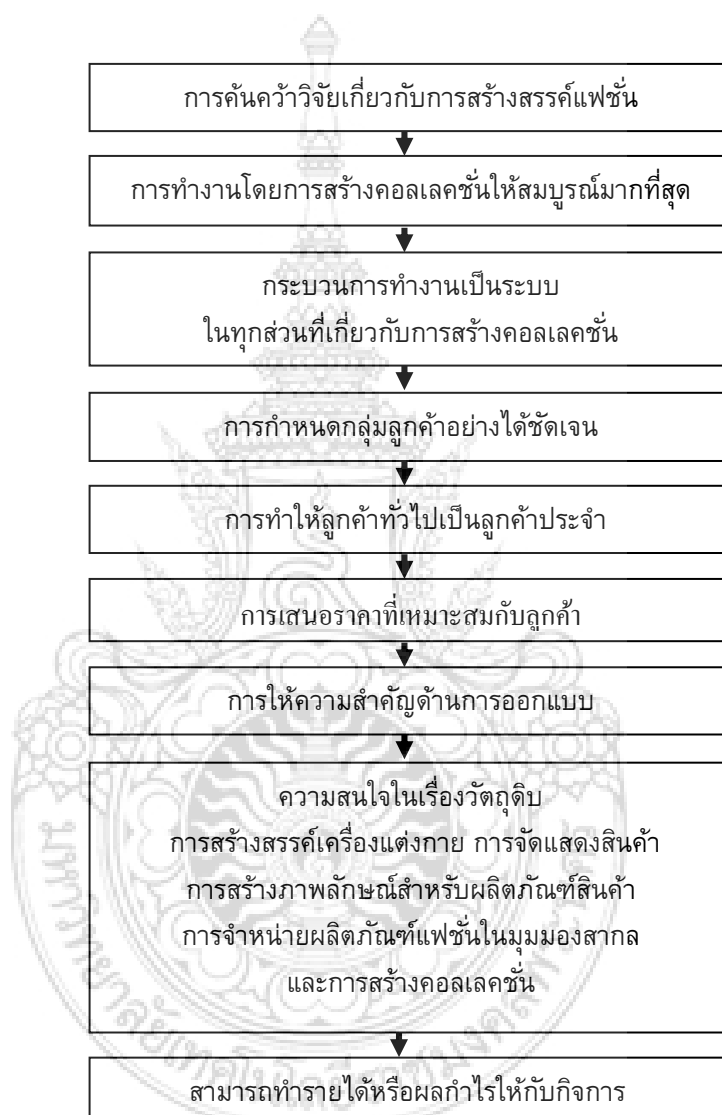 การค้นคว้าวิจัยเกี่ยวกับการสร้างสรรค์แฟชั่น
การทำงานโดยการสร้างคอลเลคชั่นให้สมบูรณ์มากที่สุด
กระบวนการทำงานเป็นระบบ
ในทุกส่วนที่เกี่ยวกับการสร้างคอลเลคชั่น
การกำหนดกลุ่มลูกค้าอย่างได้ชัดเจน
การทำให้ลูกค้าทั่วไปเป็นลูกค้าประจำ
การเสนอราคาที่เหมาะสมกับลูกค้า
การให้ความสำคัญด้านการออกแบบ
ความสนใจในเรื่องวัตถุดิบ
การสร้างสรรค์เครื่องแต่งกาย การจัดแสดงสินค้า
การสร้างภาพลักษณ์สำหรับผลิตภัณฑ์สินค้า
การจำหน่ายผลิตภัณฑ์แฟชั่นในมุมมองสากล
และการสร้างคอลเลคชั่น
สามารถทำรายได้หรือผลกำไรให้กับกิจการ